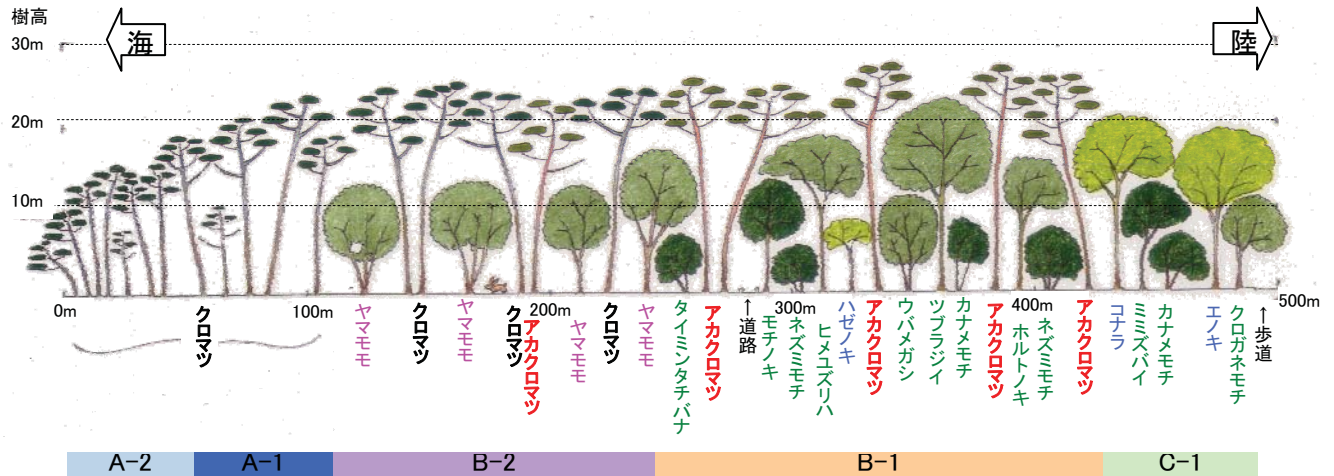 樹高
30m
20m
10m
海
陸
0m
100m
200m
300m
400m
500m
クロマツ
ヤマモモ
クロマツ
ヤマモモ
クロマツ
アカクロマツ
ヤマモモ
クロマツ
ヤマモモ
タイミンタチバナ
アカクロマツ
↑道路
モチノキ
ネズミモチ
ヒメユズリハ
ハゼノキ
アカクロマツ
ウバメガシ
ツブラジイ
カナメモチ
アカクロマツ
ホルトノキ
ネズミモチ
アカクロマツ
コナラ
ミミズバイ
カナメモチ
エノキ
クロガネモチ
↑歩道
A-2
A-1
B-2
B-1
C-1